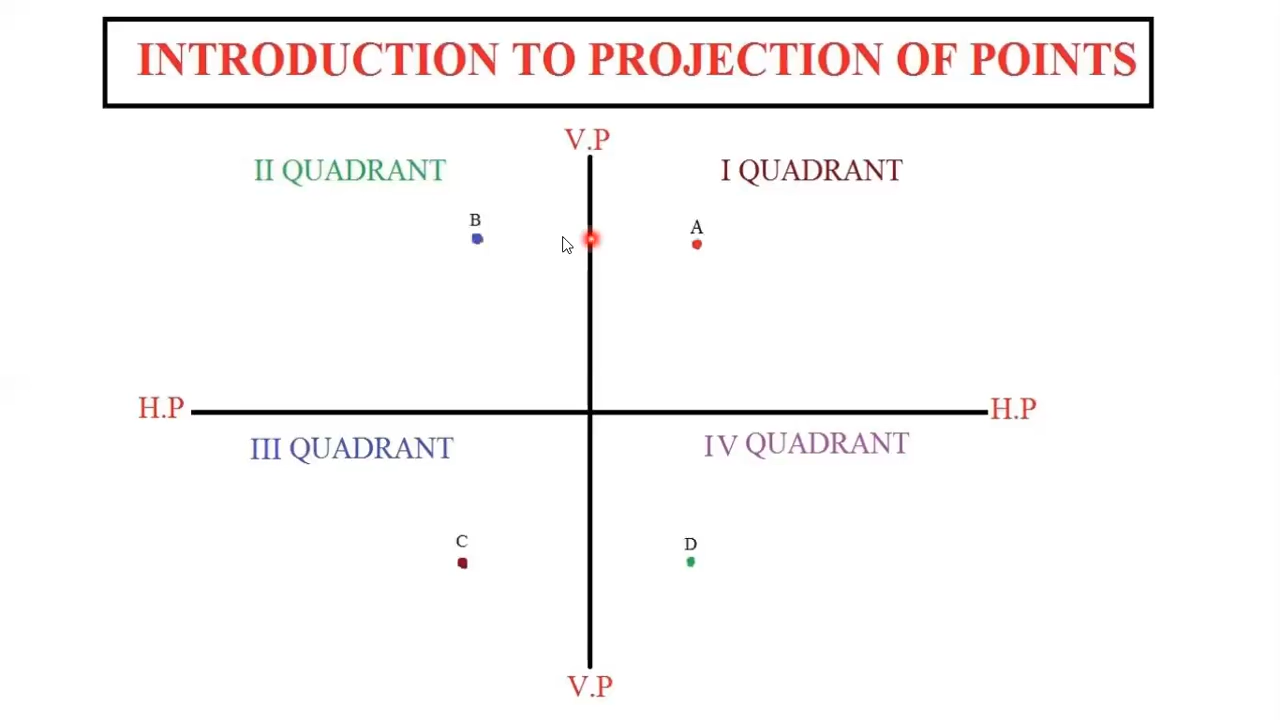 INTRODUCTION TO PROJECTION OF POINTS
V.P
II QUADRANT
I QUADRANT
B
A
H.P
H.P
III QUADRANT
IV QUADRANT
C
D
V.P